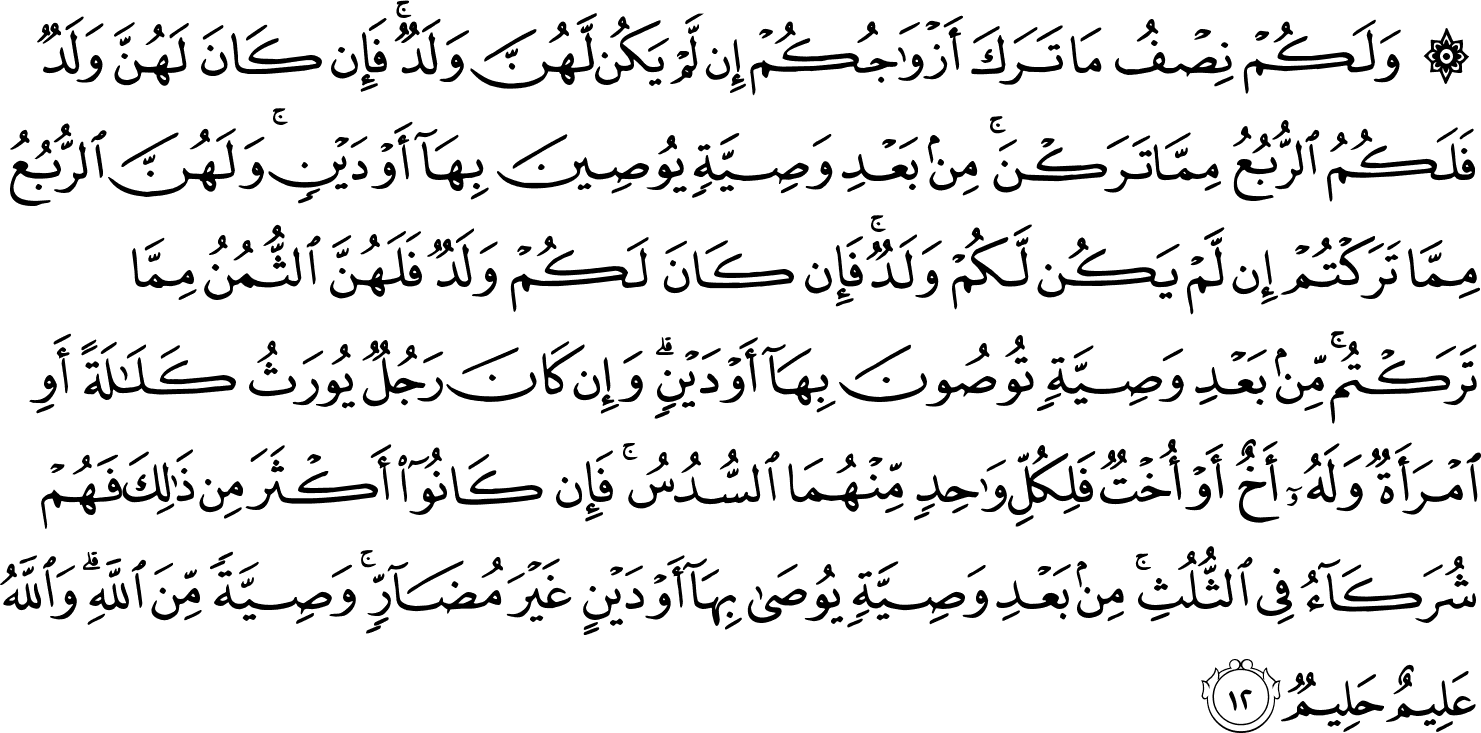 ۞ وَلَكُمۡ نِصۡفُ مَا تَرَكَ أَزۡوَٰجُكُمۡ إِن لَّمۡ يَكُن لَّهُنَّ وَلَدٞۚ فَإِن كَانَ لَهُنَّ وَلَدٞ
فَلَكُمُ ٱلرُّبُعُ مِمَّا تَرَكۡنَۚ مِنۢ بَعۡدِ وَصِيَّةٖ يُوصِينَ بِهَآ أَوۡ دَيۡنٖۚ وَلَهُنَّ ٱلرُّبُعُ
مِمَّا تَرَكۡتُمۡ إِن لَّمۡ يَكُن لَّكُمۡ وَلَدٞۚ فَإِن كَانَ لَكُمۡ وَلَدٞ فَلَهُنَّ ٱلثُّمُنُ مِمَّا
تَرَكۡتُمۚ مِّنۢ بَعۡدِ وَصِيَّةٖ تُوصُونَ بِهَآ أَوۡ دَيۡنٖۗ وَإِن كَانَ رَجُلٞ يُورَثُ كَلَٰلَةً أَوِ
ٱمۡرَأَةٞ وَلَهُۥٓ أَخٌ أَوۡ أُخۡتٞ فَلِكُلِّ وَٰحِدٖ مِّنۡهُمَا ٱلسُّدُسُۚ فَإِن كَانُوٓاْ أَكۡثَرَ مِن ذَٰلِكَ فَهُمۡ
شُرَكَآءُ فِي ٱلثُّلُثِۚ مِنۢ بَعۡدِ وَصِيَّةٖ يُوصَىٰ بِهَآ أَوۡ دَيۡنٍ غَيۡرَ مُضَآرّٖۚ وَصِيَّةٗ مِّنَ ٱللَّهِۗ وَٱللَّهُ
عَلِيمٌ حَلِيمٞ ١٢